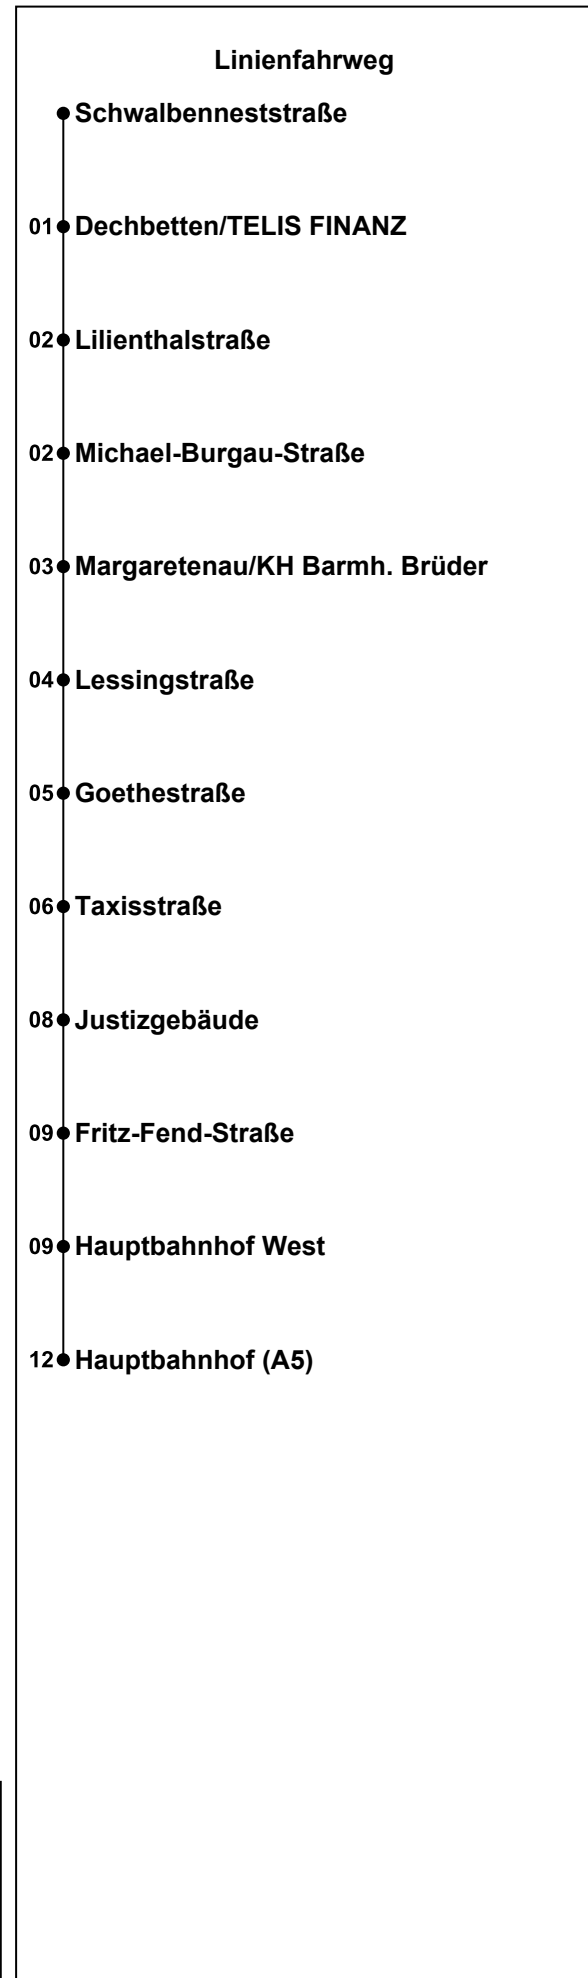 Linienfahrweg
Schwalbenneststraße
01 Dechbetten/TELIS FINANZ
02 Lilienthalstraße
02 Michael-Burgau-Straße
03 Margaretenau/KH Barmh. Brüder
04 Lessingstraße
05 Goethestraße
06 Taxisstraße
08 Justizgebäude
09 Fritz-Fend-Straße
09 Hauptbahnhof West
12 Hauptbahnhof (A5)